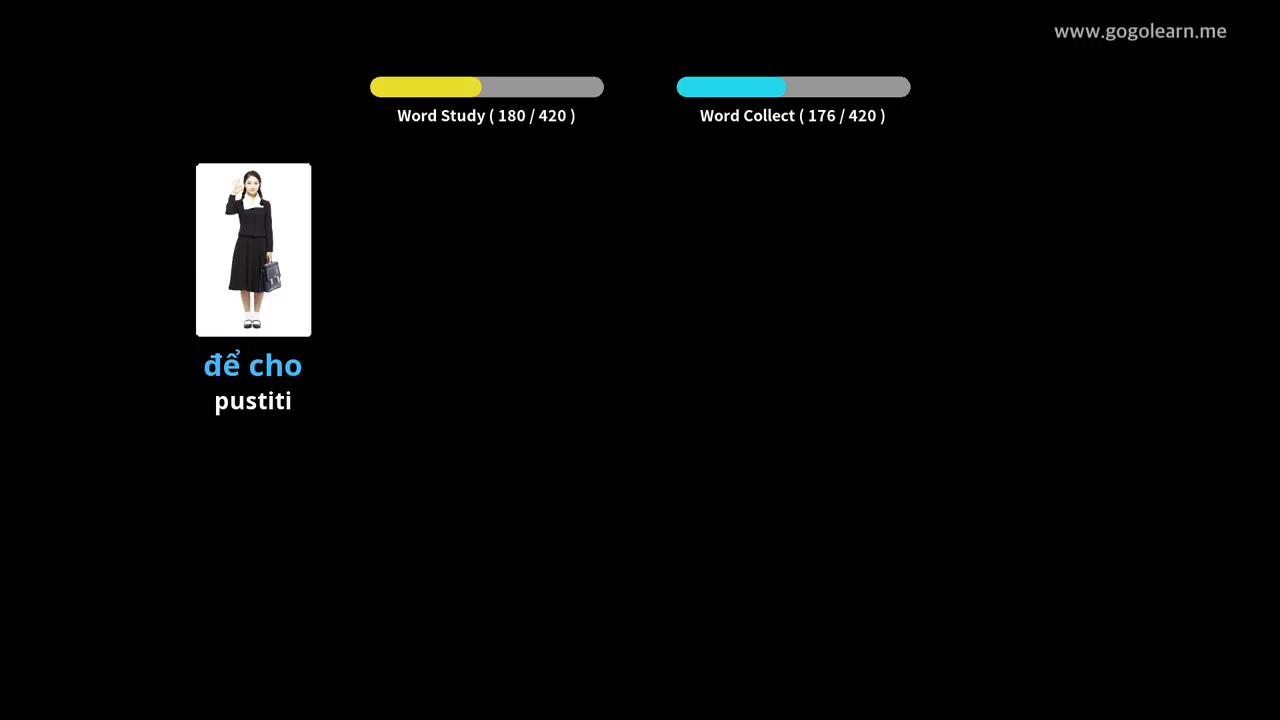 www.gogolearn.me
Word Study ( 180 / 420 )
Word Collect ( 176 / 420 )
để cho
pustiti